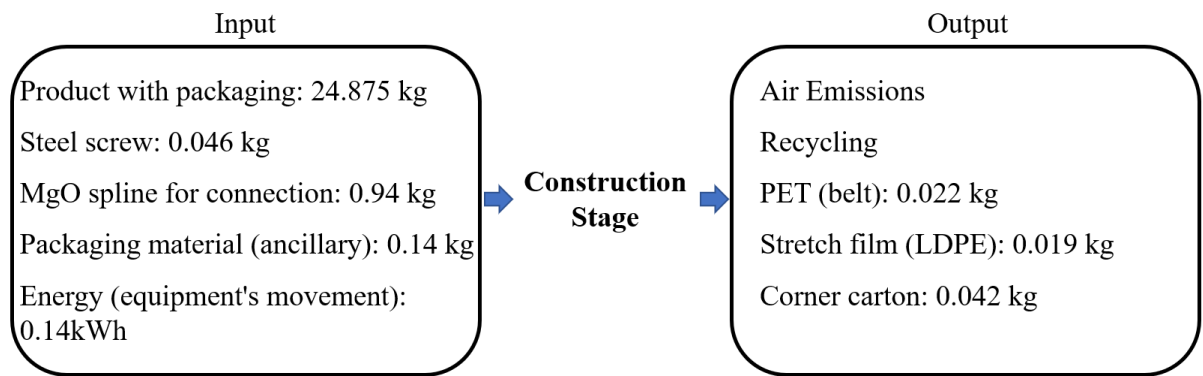 Input
Product with packaging: 24.875 kg
Steel screw: 0.046 kg
MgO spline for connection: 0.94 kg
Packaging material (ancillary): 0.14 kg
Energy (equipment's movement):
0.14kWh
Construction
Stage
Output
Air Emissions
Recycling
PET (belt): 0.022 kg
Stretch film (LDPE): 0.019 kg
Corner carton: 0.042 kg